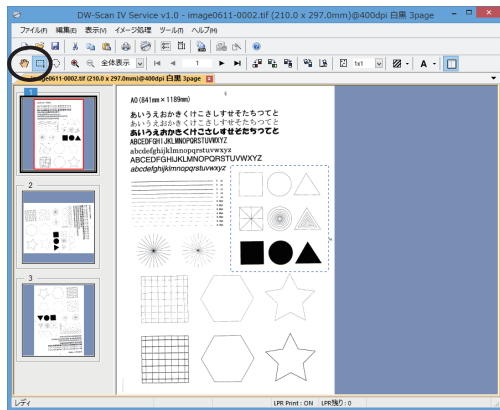 DW-Scan IV Service v1.0 - image0611-0002.tif (210.0 x 297.0mm)@400dpi 白黒 3page
ファイル(F) 編集(E) 表示(V) イメージ処理 ツール(T) ヘルプ(H)
全体表示 1 1x1 A
image0611-0002.tif (210.0 x 297.0mm)@400dpi 白黒 3page
1
2
3
A0 (841mm×1189mm)
あいうえおかきくけこさしすせそたちつてと
あいうえおかきくけこさしすせそたちつてと
あいうえおかきくけこさしすせそたちつてと
ABCDEFGHIJKLMNOPQRSTUVWXYZ
abcdefghijklmnopqrstuvwxyz
ABCDEFGHIJKLMNOPQRSTUVWXYZ
abcdefghijklmnopqrstuvwxyz
レディ
LPR Print : ON LPR残り : 0